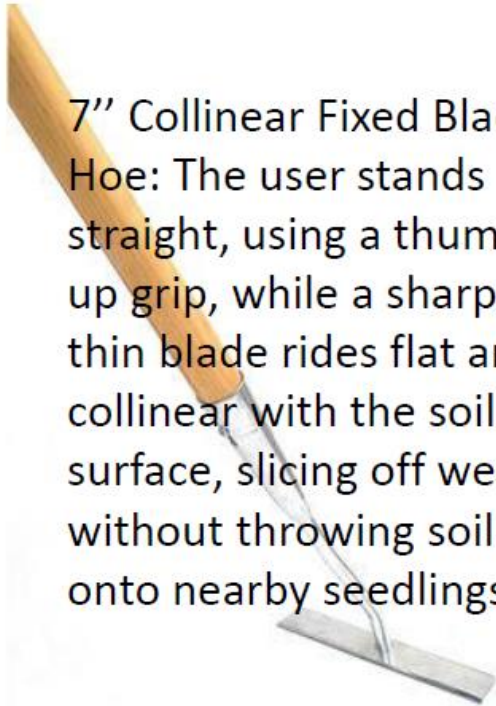 7’’ Collinear Fixed Bla
Hoe: The user stands
straight, using a thum
up grip, while a sharp
thin blade rides flat a
collinear with the soil
surface, slicing off we
without throwing soil
onto nearby seedlings